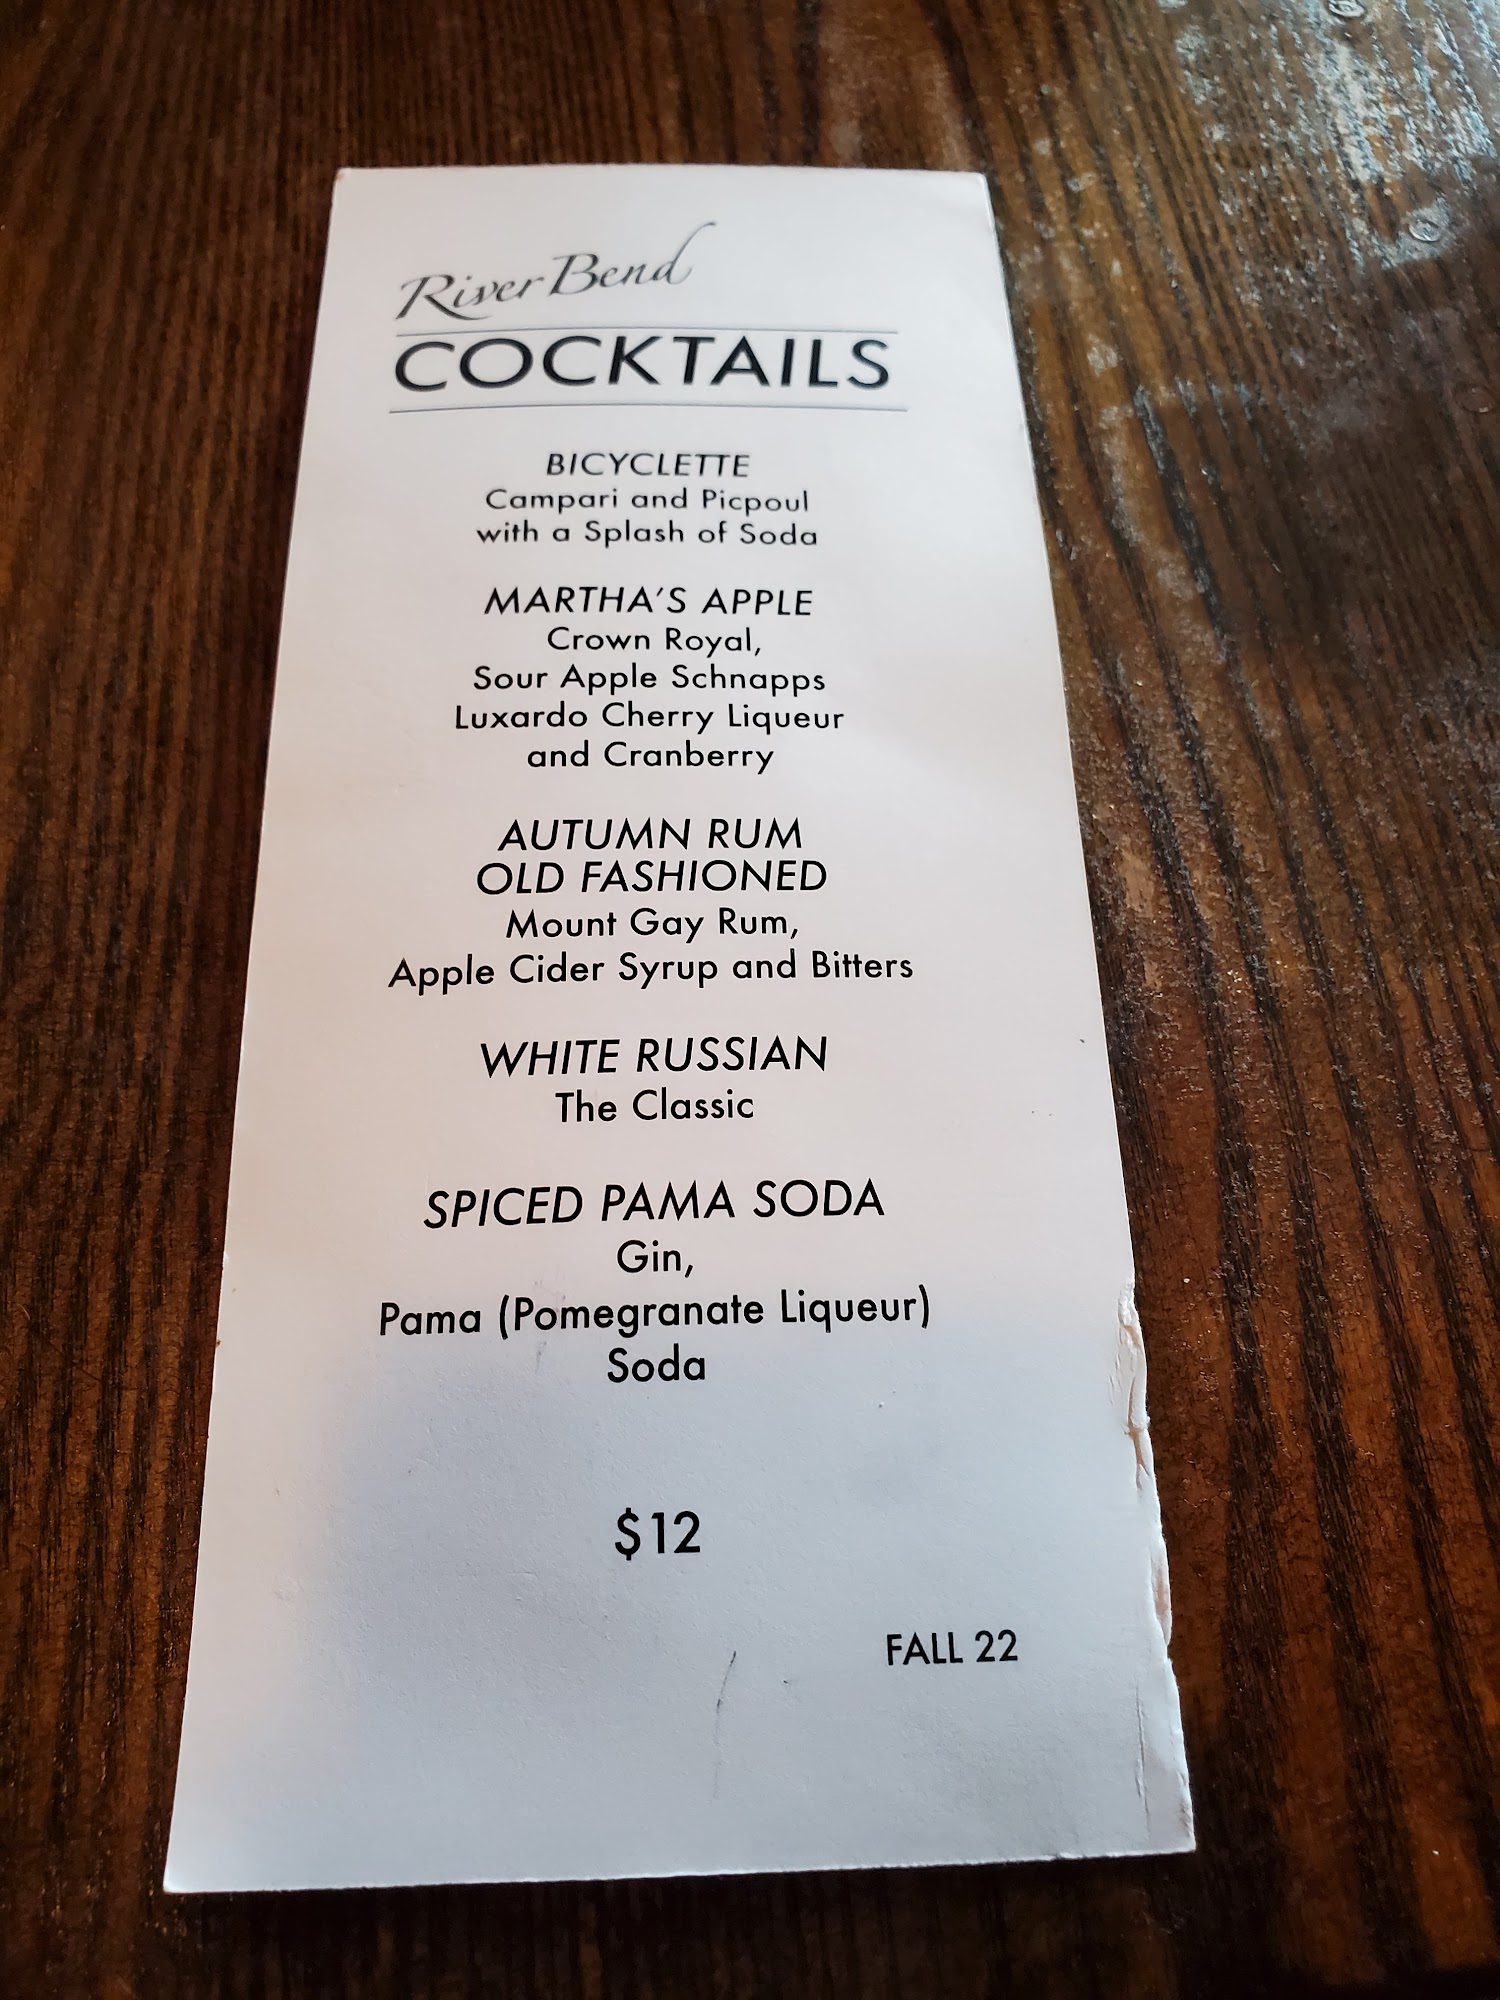 River Bend
COCKTAILS
BICYCLETTE
Campari and Picpoul
with a Splash of Soda
MARTHA'S APPLE
Crown Royal,
Sour Apple Schnapps
Luxardo Cherry Liqueur
and Cranberry
AUTUMN RUM
OLD FASHIONED
Mount Gay Rum,
Apple Cider Syrup and Bitters
WHITE RUSSIAN
The Classic
SPICED PAMA SODA
Gin,
Pama (Pomegranate Liqueur)
Soda
$12
FALL 22